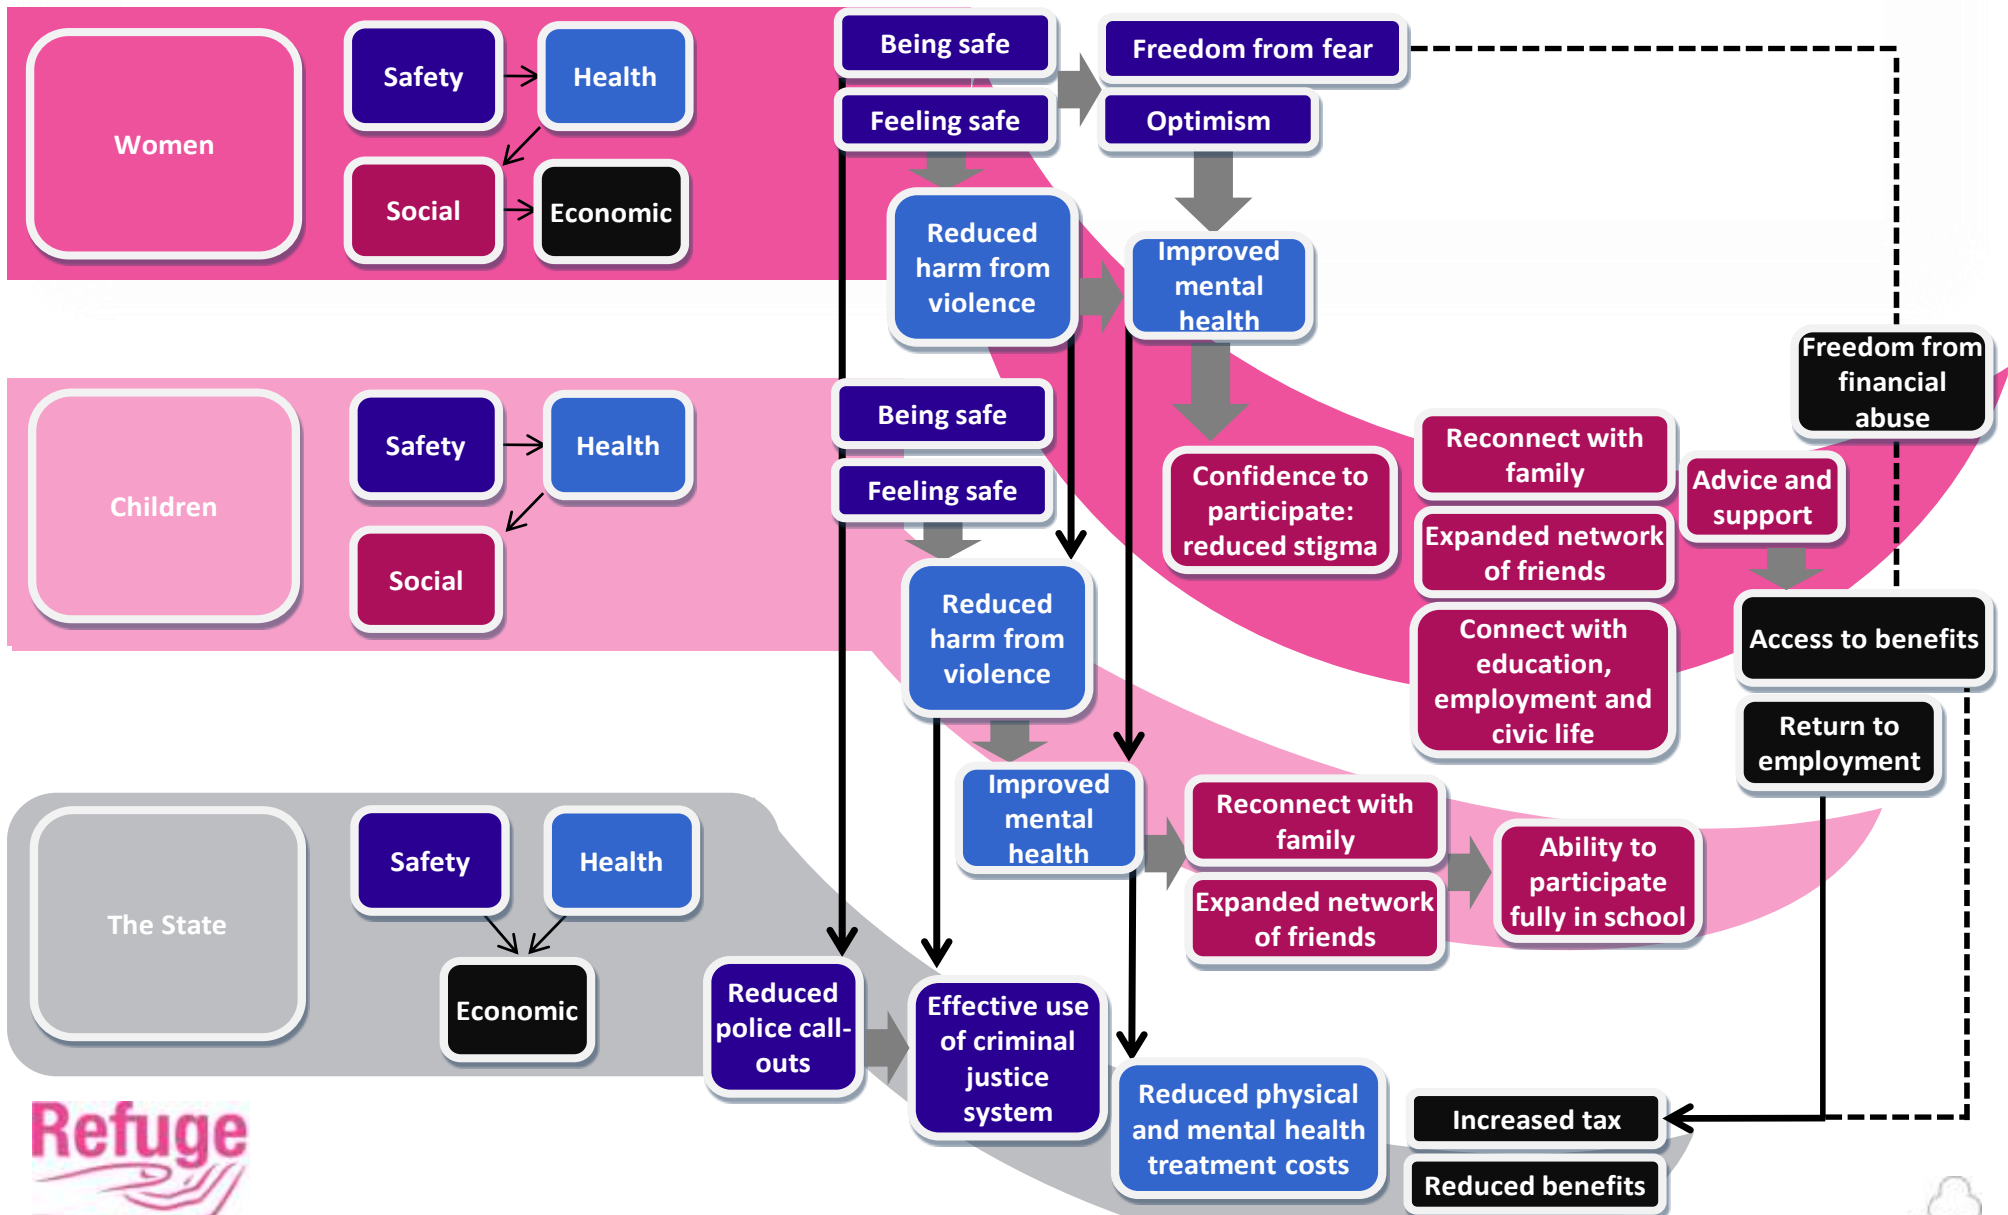 Women
Safety
Health
Social
Economic
Being safe
Feeling safe
Freedom from fear
Optimism
Reduced
harm from
violence
Improved
mental
health
Confidence to
participate:
reduced stigma
Reconnect with
family
Expanded network
of friends
Connect with
education,
employment and
civic life
Advice and
support
Freedom from
financial
abuse
Access to benefits
Return to
employment
Children
Safety
Health
Social
Being safe
Feeling safe
Reduced
harm from
violence
Improved
mental
health
Reconnect with
family
Expanded network
of friends
Ability to
participate
fully in school
The State
Safety
Health
Economic
Reduced
police call-
outs
Effective use
of criminal
justice
system
Reduced physical
and mental health
treatment costs
Increased tax
Reduced benefits
Refuge